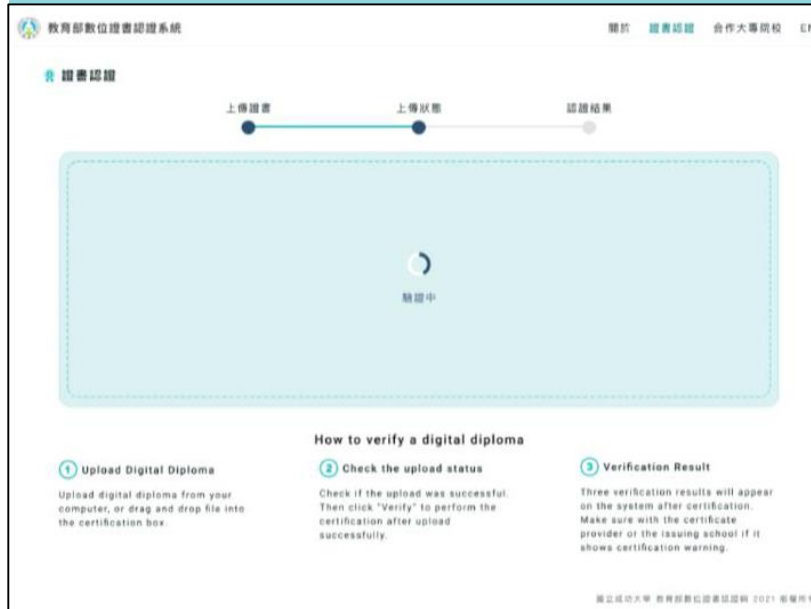 教育部數位證書認證系統
關於 證書認證 合作大專院校 EN
證書認證
上傳證書 上傳狀態 認證結果
驗證中
How to verify a digital diploma
1 Upload Digital Diploma
Upload digital diploma from your
computer, or drag and drop file into
the certification box.
2 Check the upload status
Check if the upload was successful.
Then click "Verify" to perform the
certification after upload
successfully.
3 Verification Result
Three verification results will appear
on the system after certification.
Make sure with the certificate
provider or the issuing school if it
shows certification warning.
國立成功大學 教育部數位證書認證網 2021 版權所